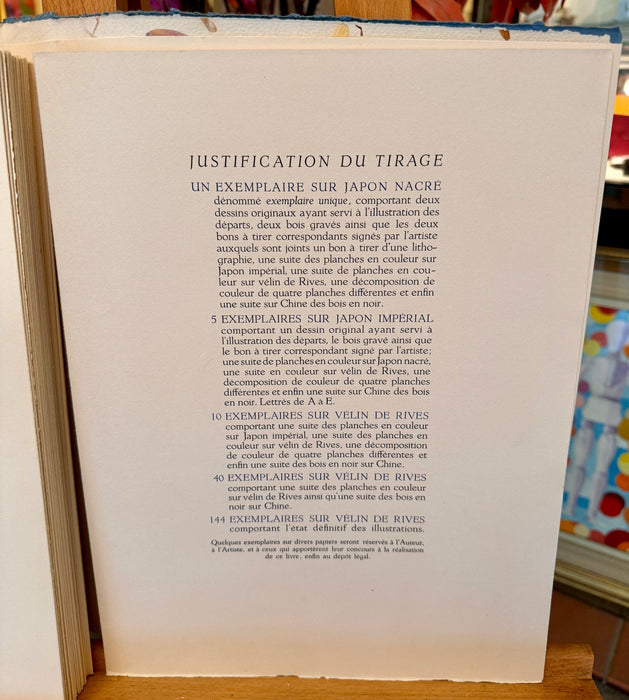 JUSTIFICATION DU TIRAGE
UN EXEMPLAIRE SUR JAPON NACRÉ
dénommé exemplaire unique, comportant deux
dessins originaux ayant servi à l'illustration des
départs, deux bois gravés ainsi que les deux
bons à tirer correspondants signés par l'artiste
auxquels sont joints un bon à tirer d'une litho-
graphie, une suite des planches en couleur sur
Japon impérial, une suite de planches en cou-
leur sur vélin de Rives, une décomposition de
couleur de quatre planches différentes et enfin
une suite sur Chine des bois en noir.
5 EXEMPLAIRES SUR JAPON IMPÉRIAL
comportant un dessin original ayant servi à
l'illustration des départs, le bois gravé ainsi que
le bon à tirer correspondant signé par l'artiste;
une suite de planches en couleur sur Japon nacré,
une suite en couleur sur vélin de Rives, une
décomposition de couleur de quatre planches
différentes et enfin une suite sur Chine des bois
en noir. Lettrés de A à E.
10 EXEMPLAIRES SUR VÉLIN DE RIVES
comportant une suite des planches en couleur
sur Japon impérial, une suite des planches en
couleur sur vélin de Rives, une décomposition
de couleur de quatre planches différentes et
enfin une suite des bois en noir sur Chine.
40 EXEMPLAIRES SUR VÉLIN DE RIVES
comportant une suite des planches en couleur
sur vélin de Rives ainsi qu'une suite des bois en
noir sur Chine.
144 EXEMPLAIRES SUR VÉLIN DE RIVES
comportant l'état définitif des illustrations.
Quelques exemplaires sur divers papiers seront réservés à l'Auteur,
à l'Artiste, et à ceux qui apportèrent leur concours à la réalisation
de ce livre, enfin au dépôt légal.